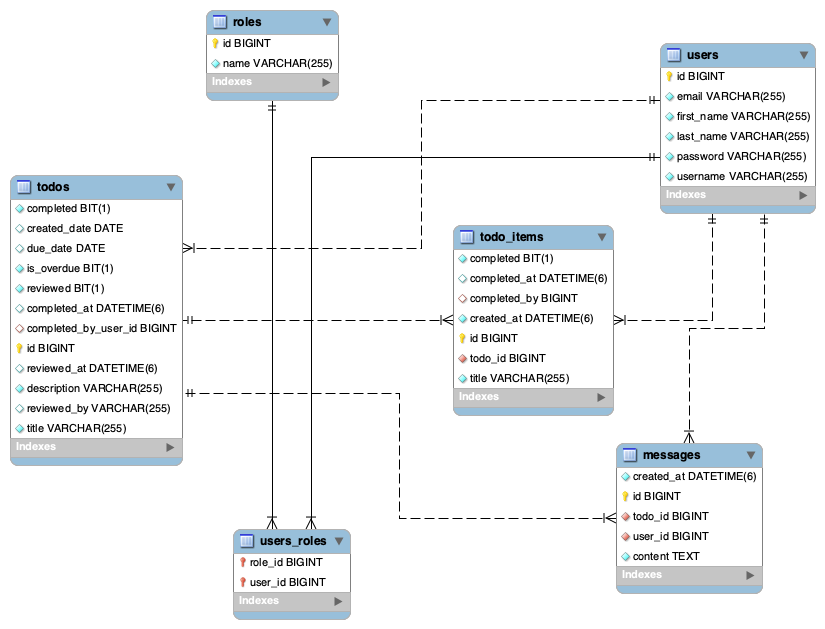 roles
id BIGINT
name VARCHAR(255)
Indexes
users
id BIGINT
email VARCHAR(255)
first_name VARCHAR(255)
last_name VARCHAR(255)
password VARCHAR(255)
username VARCHAR(255)
Indexes
todos
completed BIT(1)
created_date DATE
due_date DATE
is_overdue BIT(1)
reviewed BIT(1)
completed_at DATETIME(6)
completed_by_user_id BIGINT
id BIGINT
reviewed_at DATETIME(6)
description VARCHAR(255)
reviewed_by VARCHAR(255)
title VARCHAR(255)
Indexes
todo_items
completed BIT(1)
completed_at DATETIME(6)
completed_by BIGINT
created_at DATETIME(6)
id BIGINT
todo_id BIGINT
title VARCHAR(255)
Indexes
messages
created_at DATETIME(6)
id BIGINT
todo_id BIGINT
user_id BIGINT
content TEXT
Indexes
users_roles
role_id BIGINT
user_id BIGINT
Indexes